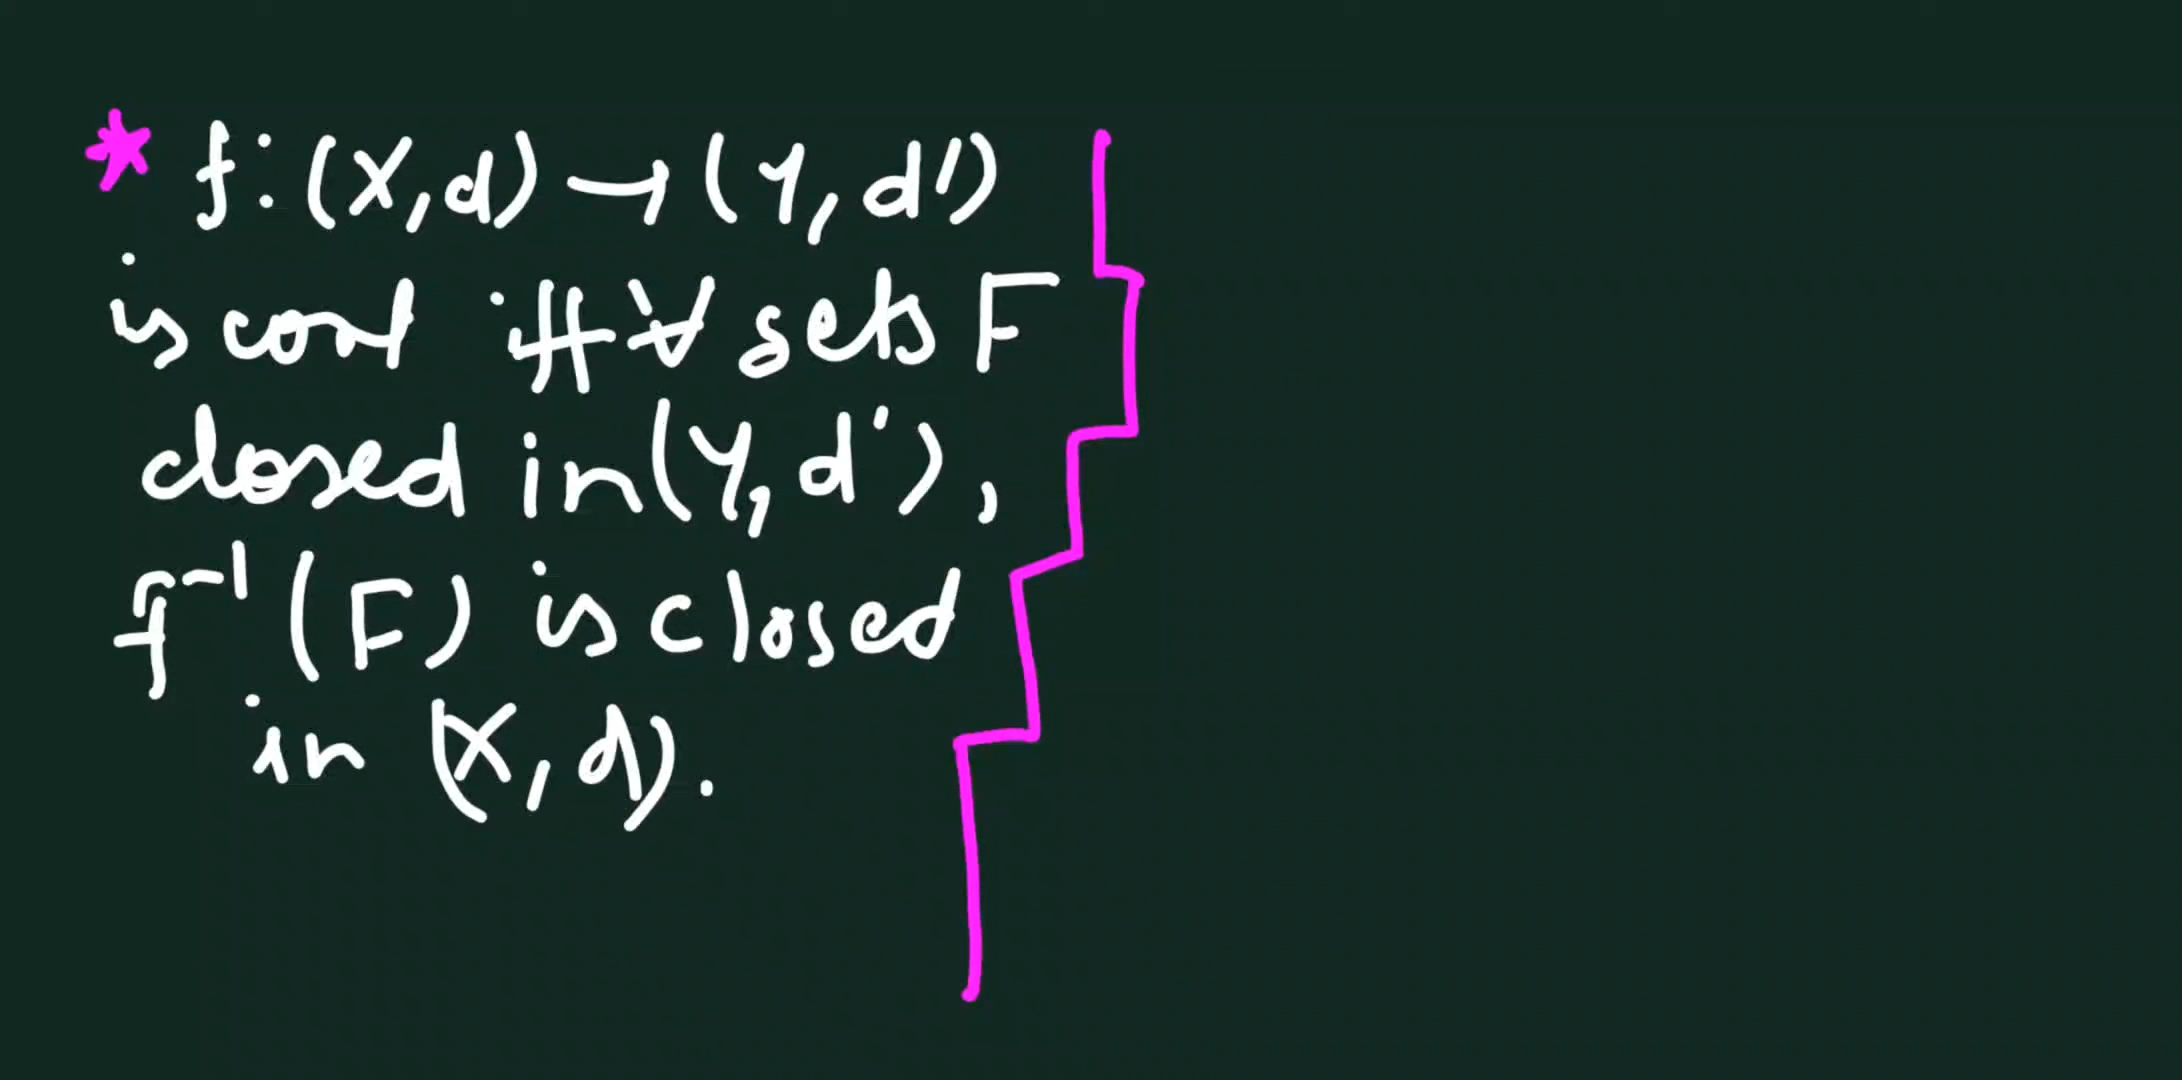 * f: (X, d) → (Y, d')
is cont iff ∀ sets F
closed in (Y, d'),
f⁻¹(F) is closed
in (X, d).